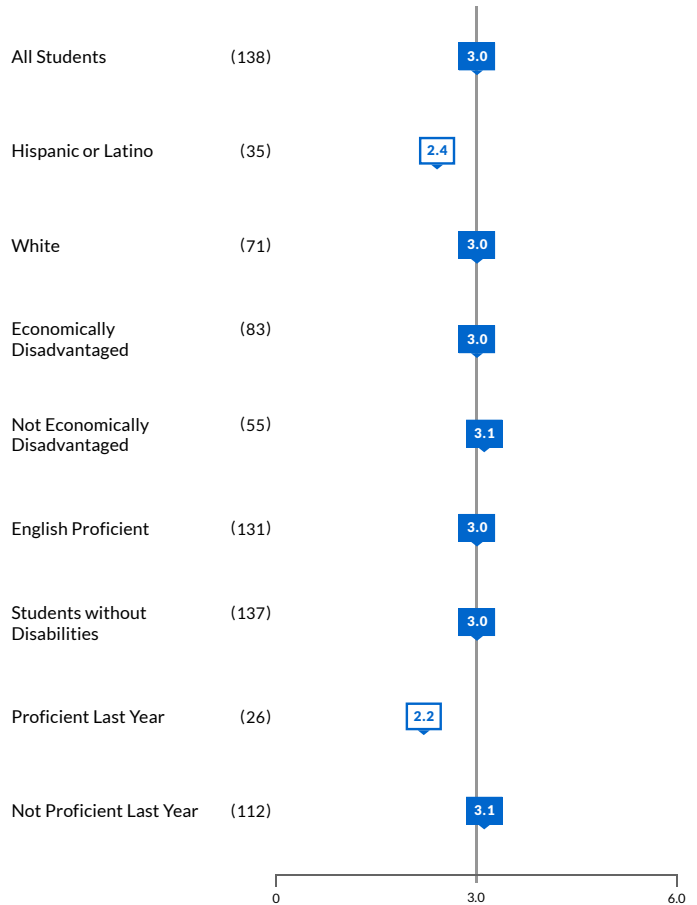 All Students (138) 3.0
Hispanic or Latino (35) 2.4
White (71) 3.0
Economically (83)
Disadvantaged 3.0
Not Economically (55)
Disadvantaged 3.1
English Proficient (131) 3.0
Students without (137)
Disabilities 3.0
Proficient Last Year (26) 2.2
Not Proficient Last Year (112) 3.1
0 3.0 6.0